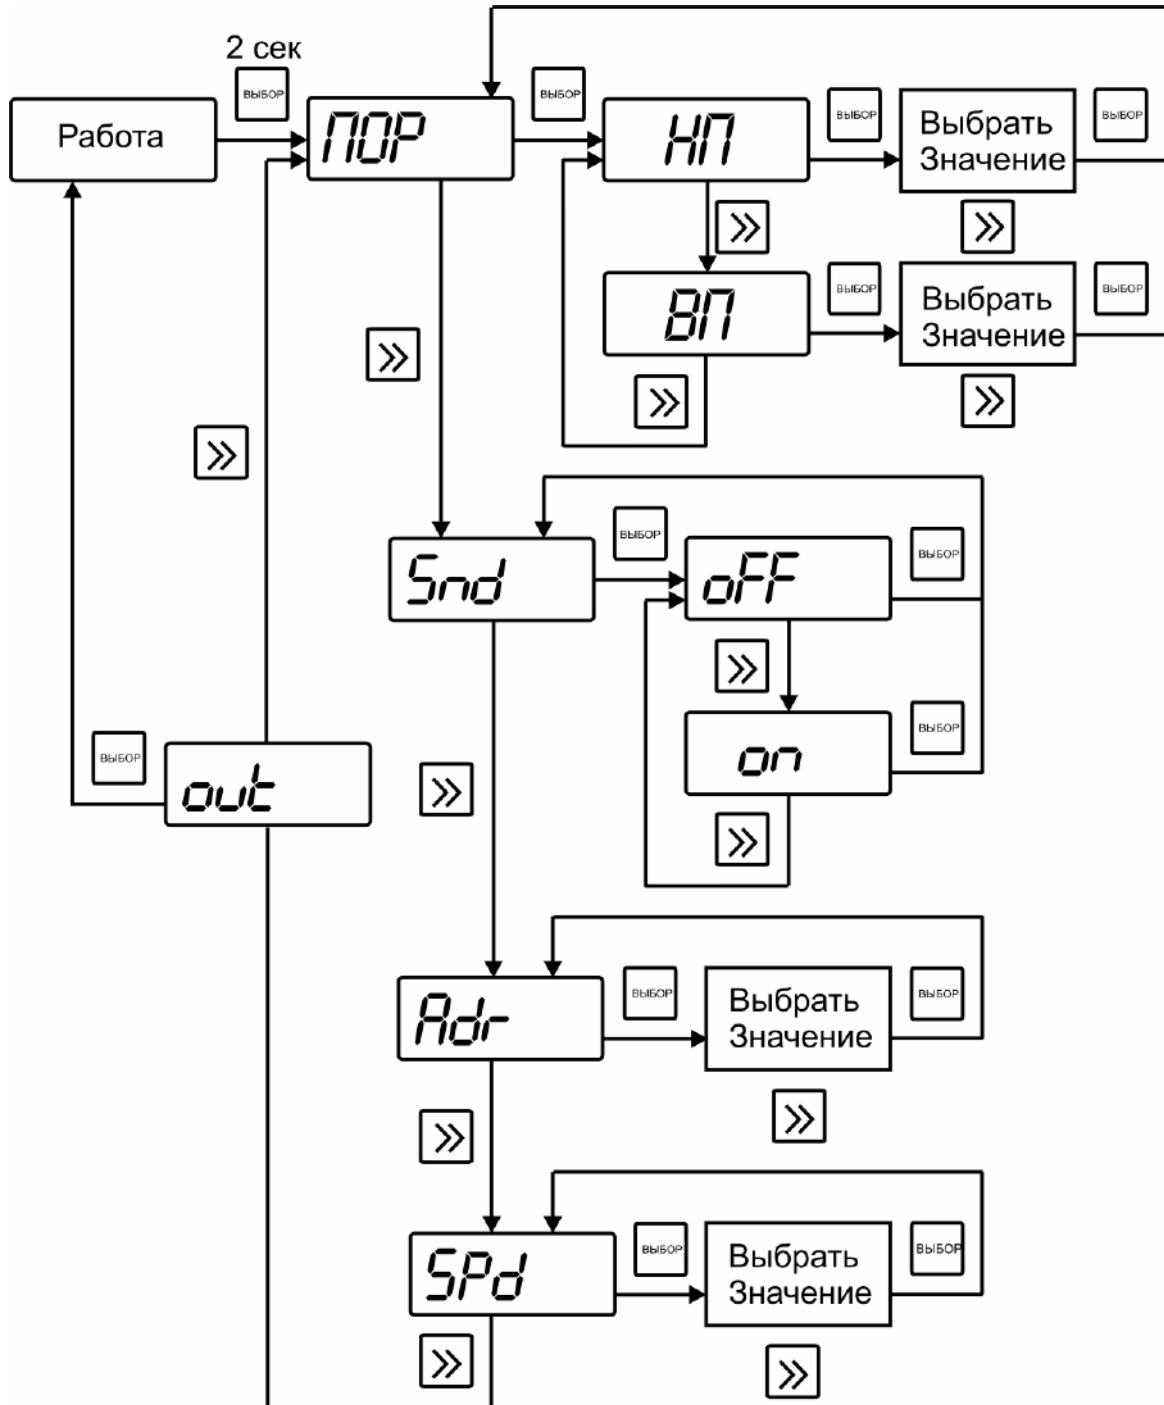 2 сек
ВЫБОР
ВЫБОР
ВЫБОР
ВЫБОР
Работа
ПОР
НП
Выбрать
Значение
>>
>>
ВЫБОР
ВЫБОР
ВП
Выбрать
Значение
>>
>>
>>
>>
Snd
ВЫБОР
oFF
ВЫБОР
>>
on
ВЫБОР
>>
>>
ВЫБОР
out
Adr
ВЫБОР
Выбрать
Значение
ВЫБОР
>>
>>
SPd
ВЫБОР
Выбрать
Значение
ВЫБОР
>>
>>